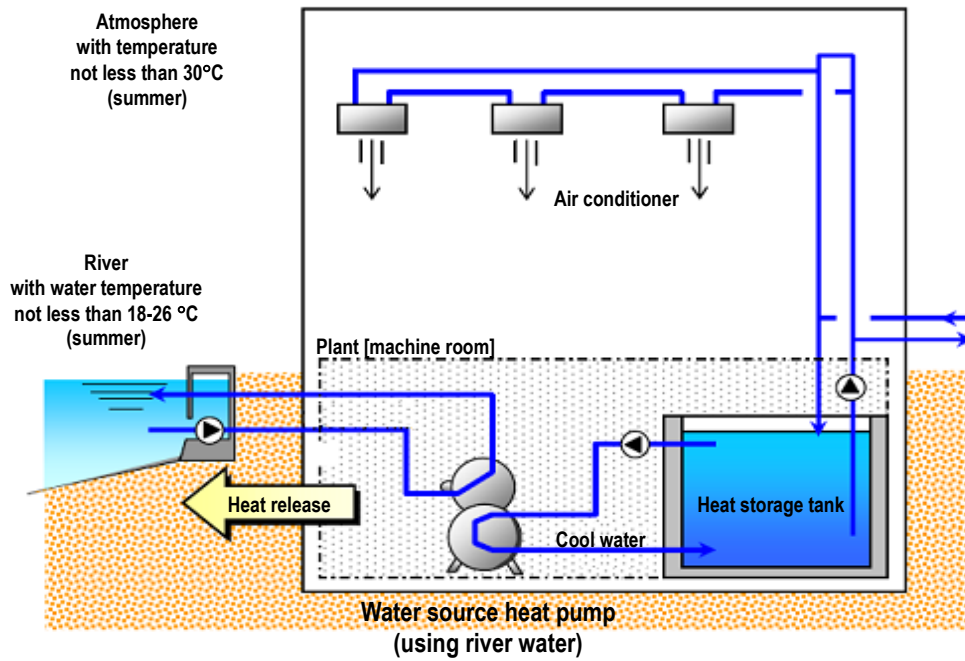 Atmosphere
with temperature
not less than 30°C
(summer)
Air conditioner
River
with water temperature
not less than 18-26 °C
(summer)
Plant [machine room]
Heat release
Heat storage tank
Cool water
Water source heat pump
(using river water)